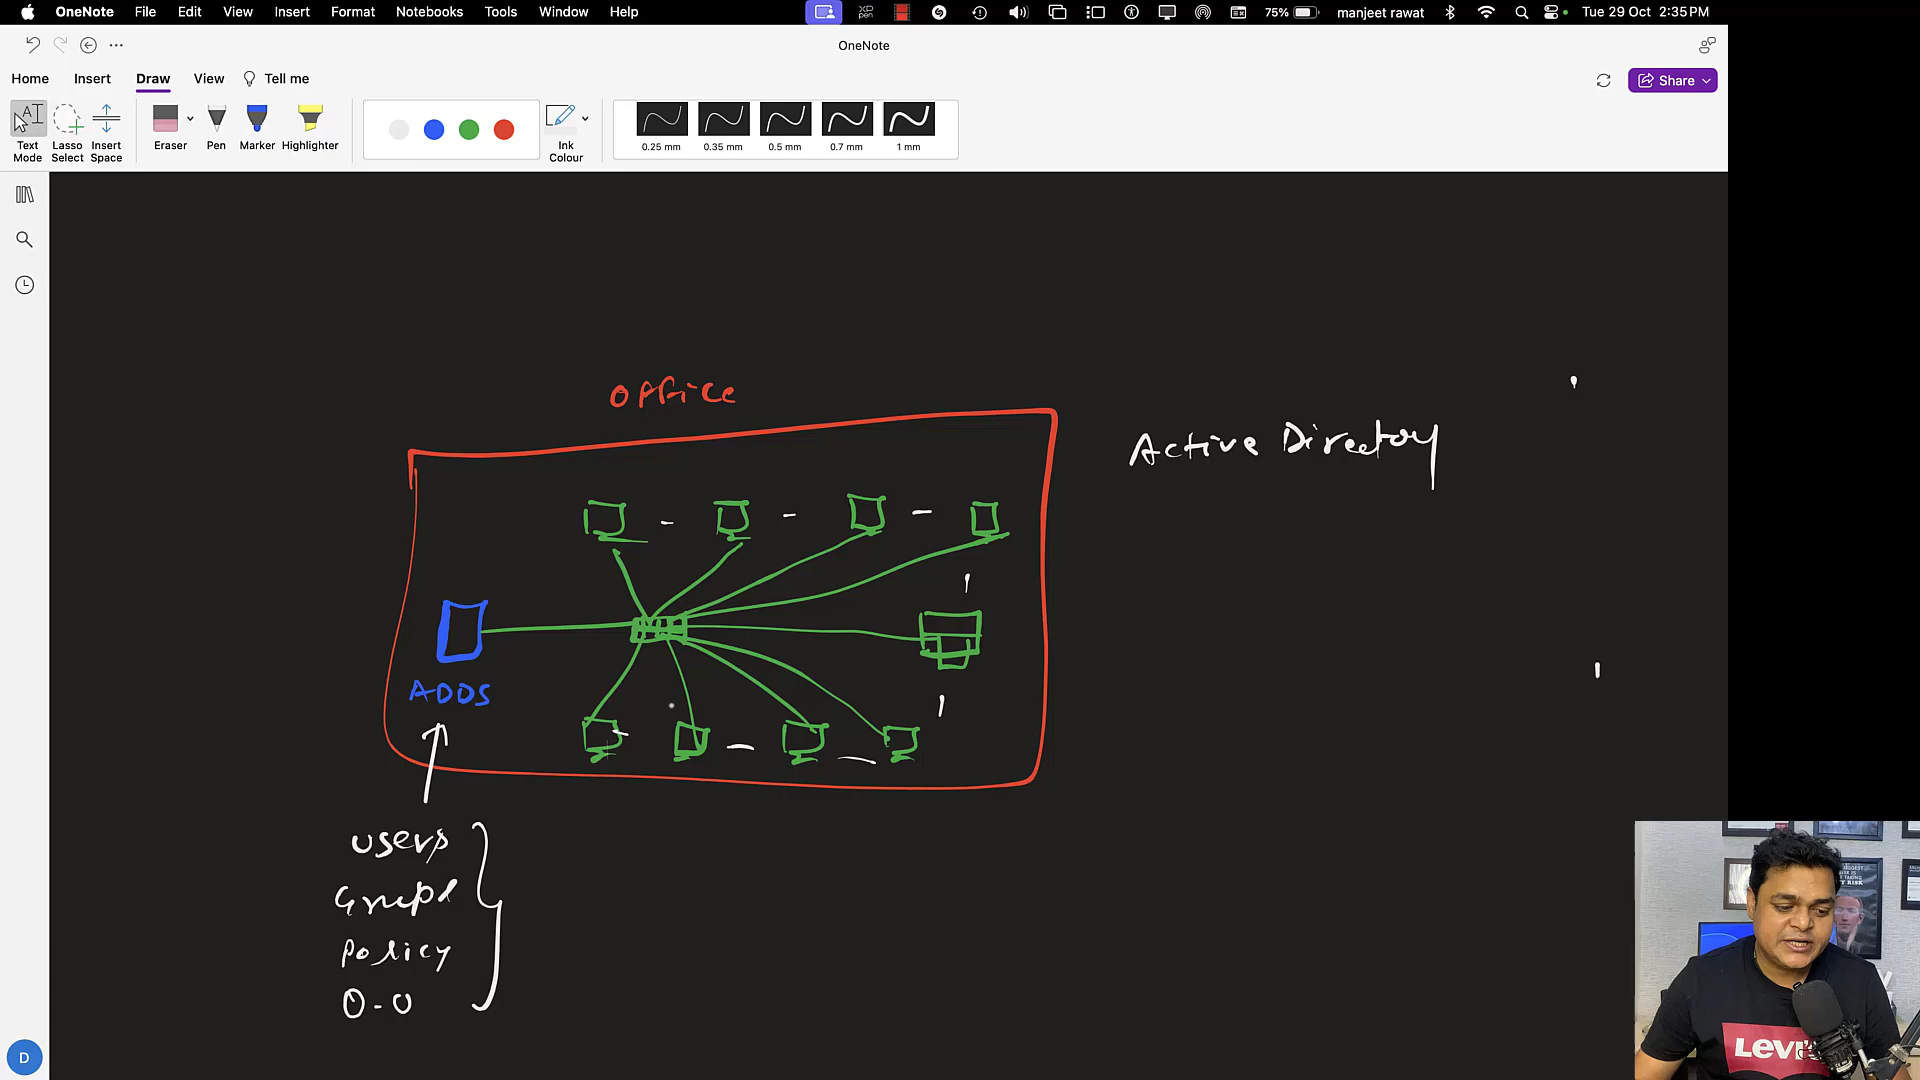 OneNote File Edit View Insert Format Notebooks Tools Window Help 75% manjeet rawat Tue 29 Oct 2:35 PM
OneNote
Home Insert Draw View Tell me Share
Text Mode
Lasso Select
Insert Space
Eraser Pen Marker Highlighter
Ink Colour
0.25 mm 0.35 mm 0.5 mm 0.7 mm 1 mm
Office
Active Directory
ADDS
Users
Groups
Policy
O-U
D
Levi's